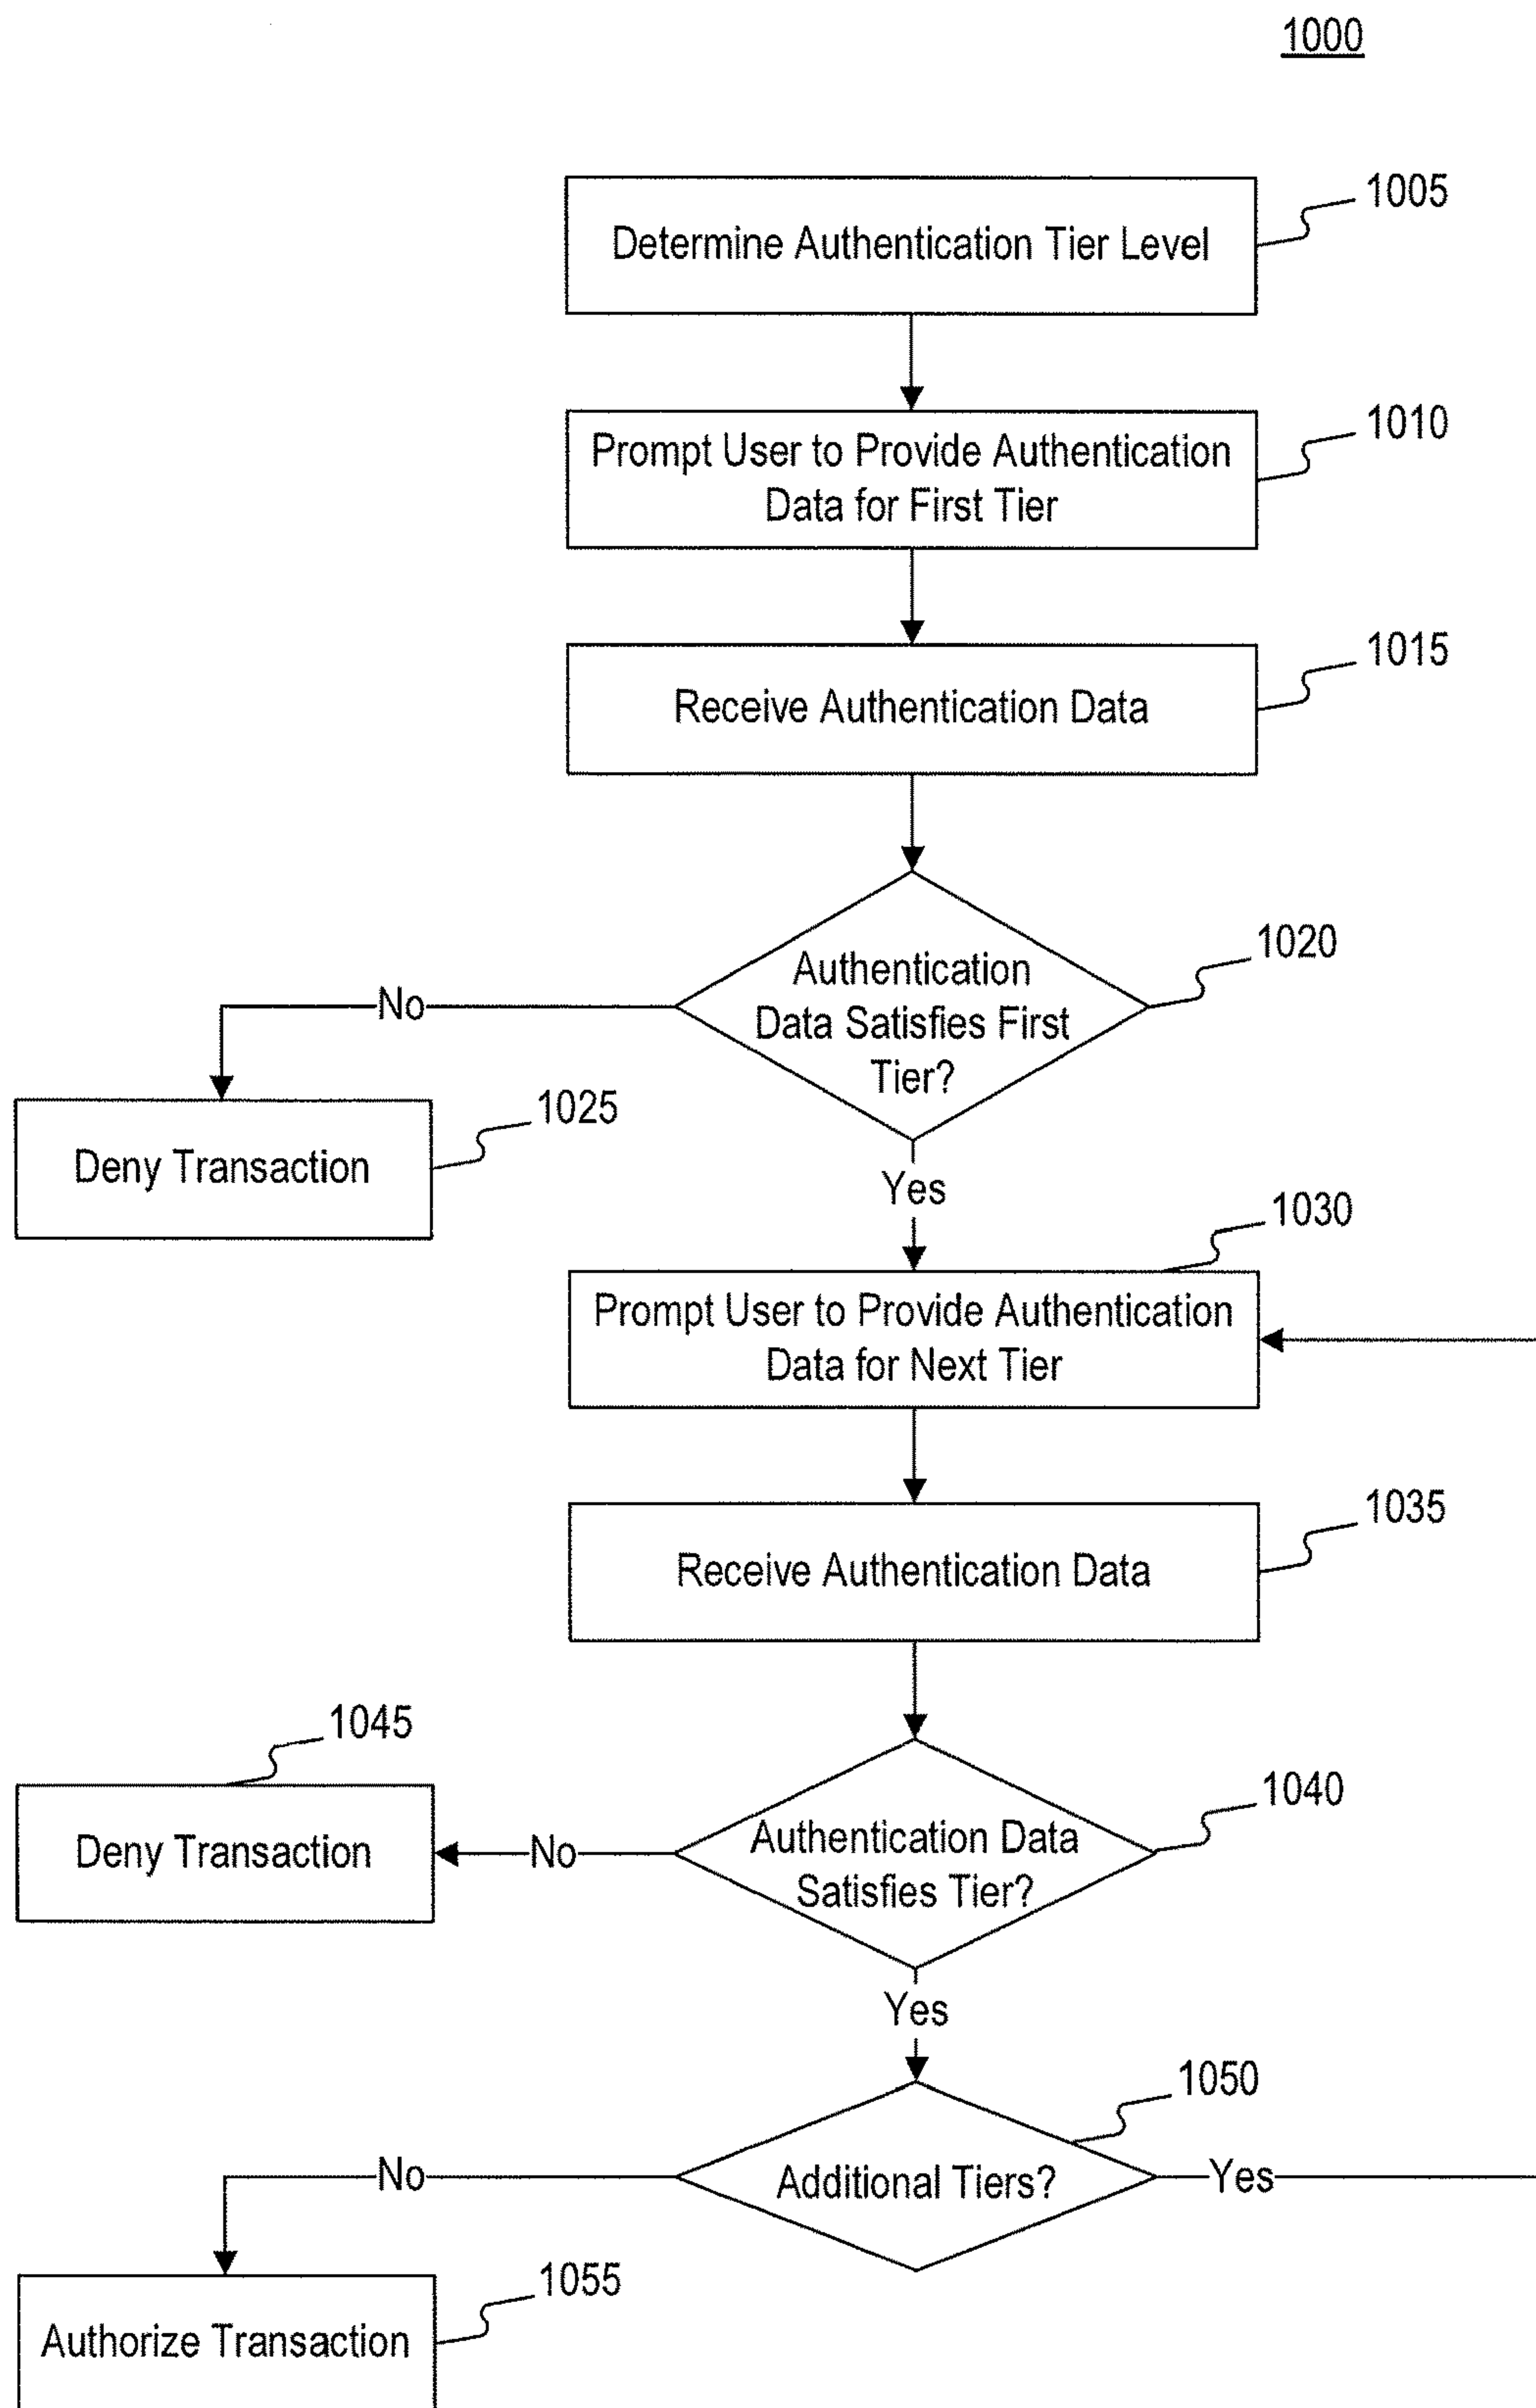 1000
1005
Determine Authentication Tier Level
1010
Prompt User to Provide Authentication
Data for First Tier
1015
Receive Authentication Data
1020
Authentication
Data Satisfies First
Tier?
No
1025
Deny Transaction
Yes
1030
Prompt User to Provide Authentication
Data for Next Tier
1035
Receive Authentication Data
1045
Deny Transaction
No
1040
Authentication Data
Satisfies Tier?
Yes
1050
No
Additional Tiers?
Yes
1055
Authorize Transaction